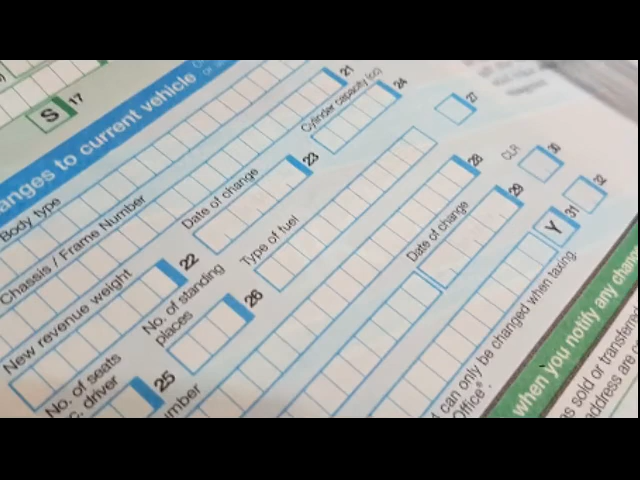 S 17
anges to current vehicle
Body type
21
Cylinder capacity (cc)
24
27
Chassis / Frame Number
Date of change
23
Type of fuel
28
CLR
30
New revenue weight
22
No. of standing
places
26
Date of change
29
Y 31
32
No. of seats
c. driver
25
mber
t can only be changed when taxing.
Office®.
when you notify any chang
as sold or transferred
address are c